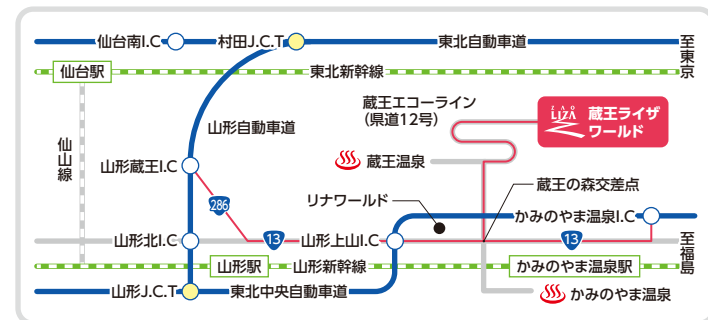 仙台南I.C
村田J.C.T
東北自動車道
至東京
仙台駅
東北新幹線
蔵王エコーライン
(県道12号)
ZAO
LIZA
蔵王ライザ
ワールド
山形自動車道
仙山線
蔵王温泉
山形蔵王I.C
リナワールド
蔵王の森交差点
286
かみのやま温泉I.C
山形北I.C
13
山形上山I.C
13
至福島
山形駅
山形新幹線
かみのやま温泉駅
山形J.C.T
東北中央自動車道
かみのやま温泉